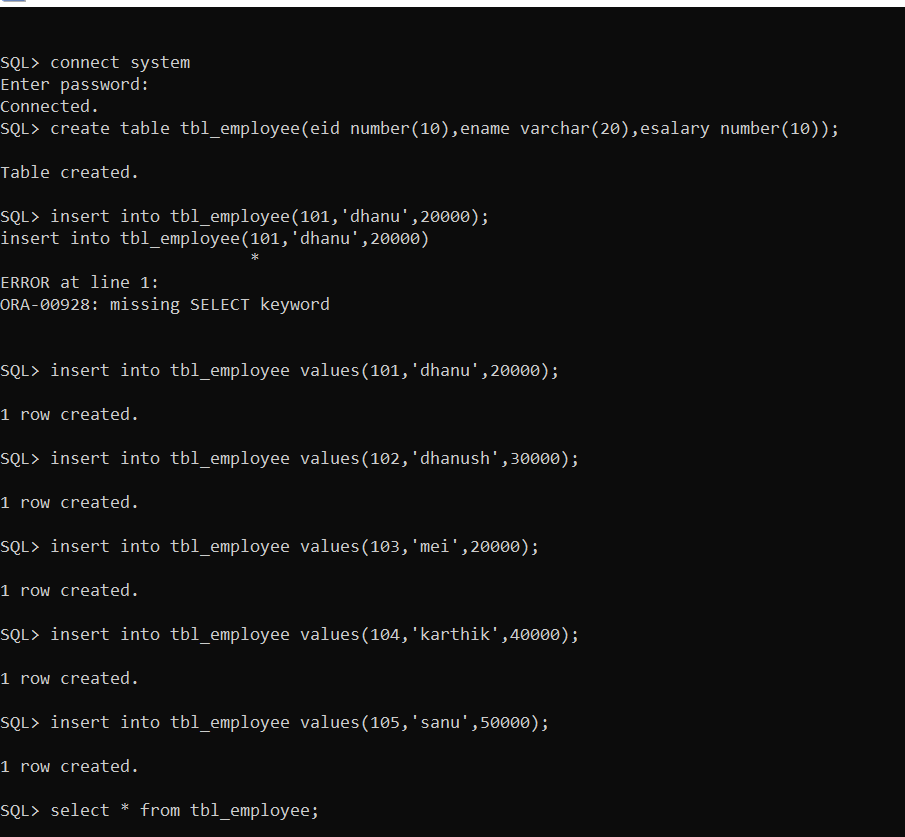 SQL> connect system
Enter password:
Connected.
SQL> create table tbl_employee(eid number(10),ename varchar(20),esalary number(10));
Table created.
SQL> insert into tbl_employee(101,'dhanu',20000);
insert into tbl_employee(101,'dhanu',20000)
                         *
ERROR at line 1:
ORA-00928: missing SELECT keyword
SQL> insert into tbl_employee values(101,'dhanu',20000);
1 row created.
SQL> insert into tbl_employee values(102,'dhanush',30000);
1 row created.
SQL> insert into tbl_employee values(103,'mei',20000);
1 row created.
SQL> insert into tbl_employee values(104,'karthik',40000);
1 row created.
SQL> insert into tbl_employee values(105,'sanu',50000);
1 row created.
SQL> select * from tbl_employee;